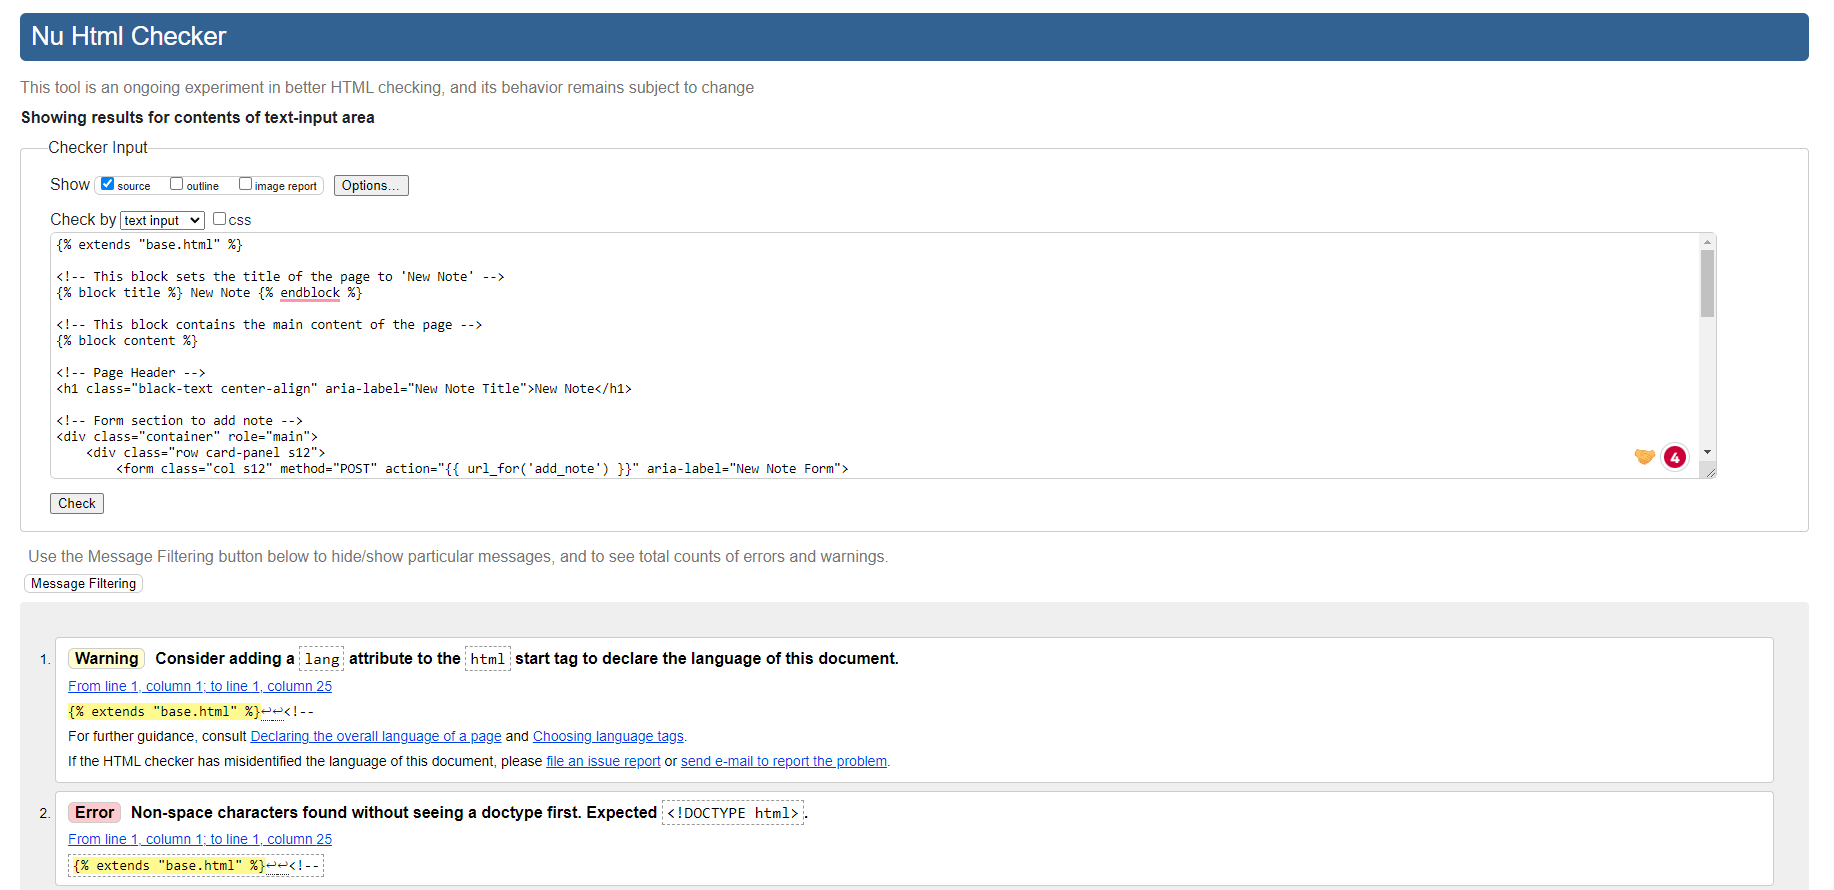 Nu Html Checker
This tool is an ongoing experiment in better HTML checking, and its behavior remains subject to change
Showing results for contents of text-input area
Checker Input
Show source outline image report Options...
Check by text input css
{% extends "base.html" %}
<!-- This block sets the title of the page to 'New Note' -->
{% block title %} New Note {% endblock %}
<!-- This block contains the main content of the page -->
{% block content %}
<!-- Page Header -->
<h1 class="black-text center-align" aria-label="New Note Title">New Note</h1>
<!-- Form section to add note -->
<div class="container" role="main">
<div class="row card-panel s12">
<form class="col s12" method="POST" action="{{ url_for('add_note') }}" aria-label="New Note Form">
4
Check
Use the Message Filtering button below to hide/show particular messages, and to see total counts of errors and warnings.
Message Filtering
1. Warning Consider adding a lang attribute to the html start tag to declare the language of this document.
From line 1, column 1; to line 1, column 25
{% extends "base.html" %}↩↩<!--
For further guidance, consult Declaring the overall language of a page and Choosing language tags.
If the HTML checker has misidentified the language of this document, please file an issue report or send e-mail to report the problem.
2. Error Non-space characters found without seeing a doctype first. Expected <!DOCTYPE html>.
From line 1, column 1; to line 1, column 25
{% extends "base.html" %}↩↩<!--